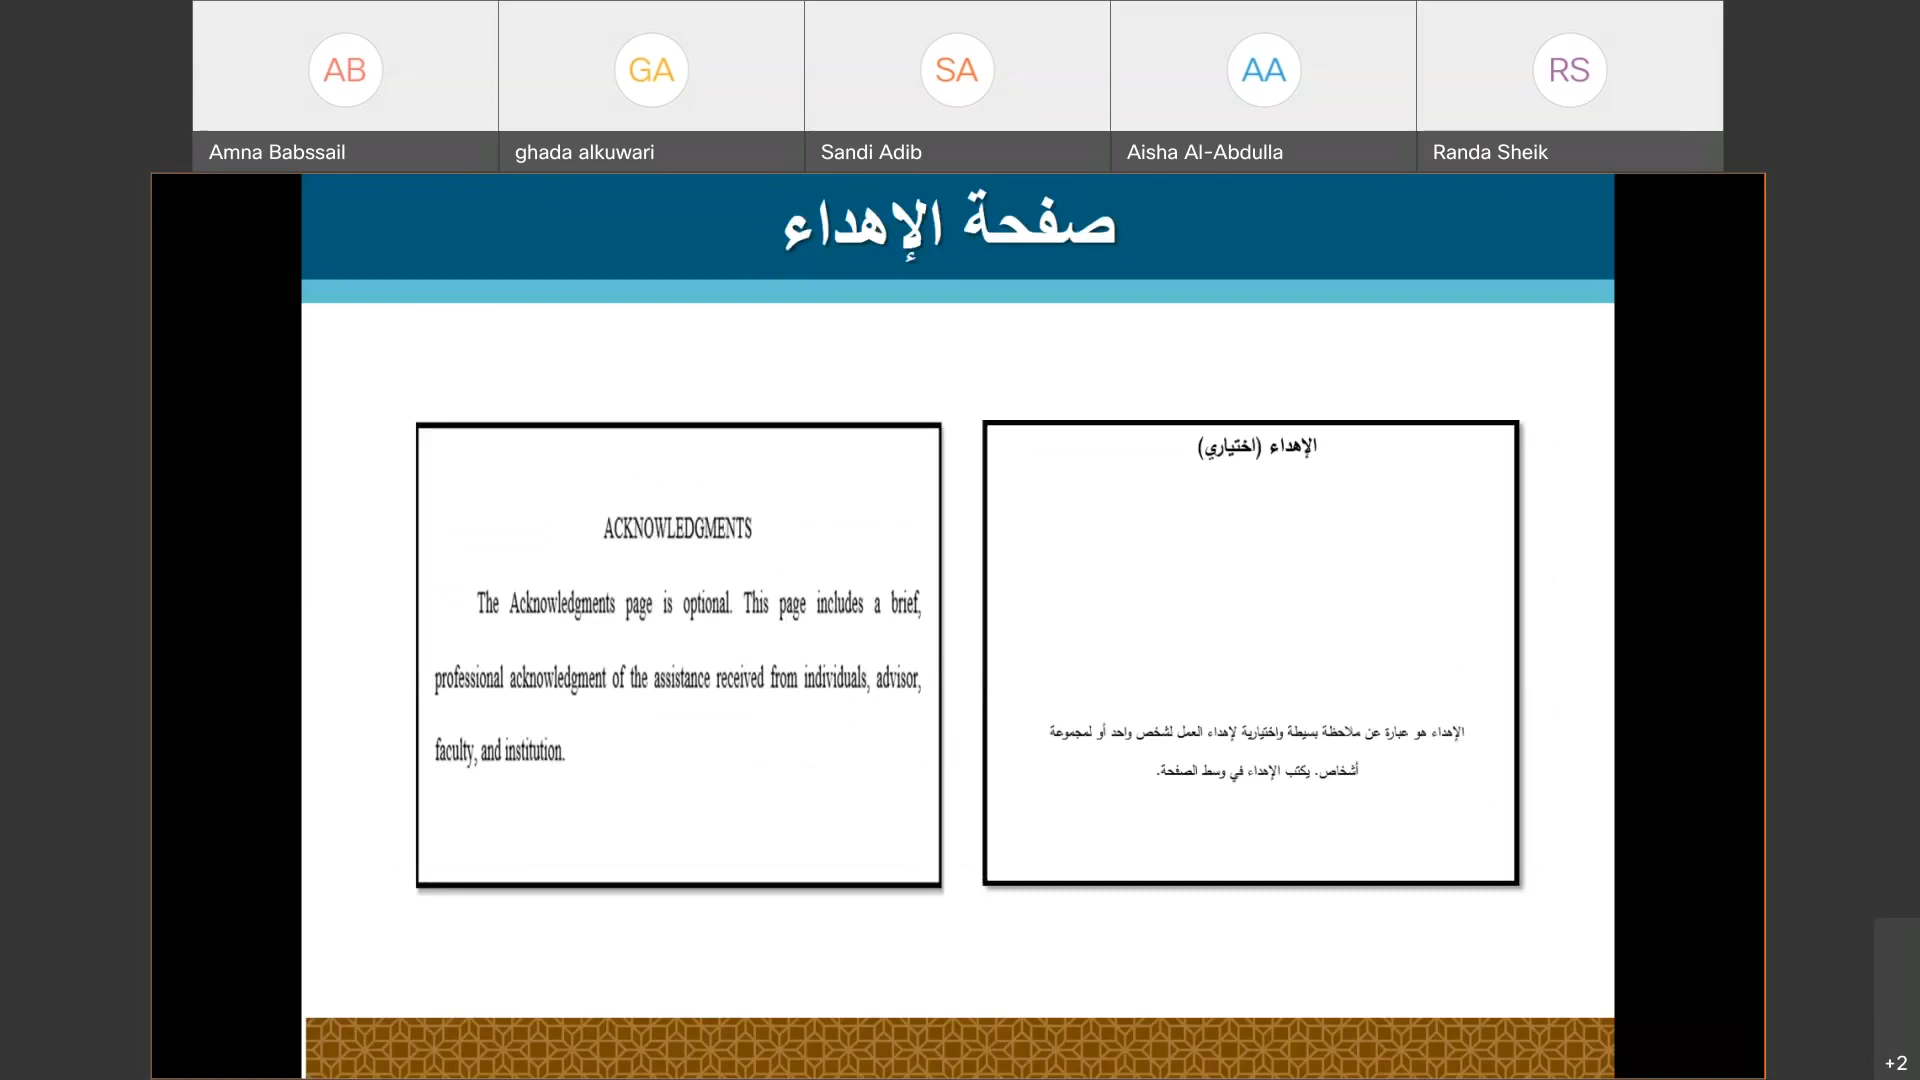 AB
GA
SA
AA
RS
Amna Babssail
ghada alkuwari
Sandi Adib
Aisha Al-Abdulla
Randa Sheik
صفحة الإهداء
ACKNOWLEDGMENTS
The Acknowledgments page is optional. This page includes a brief,
professional acknowledgment of the assistance received from individuals, advisor,
faculty, and institution.
الإهداء (اختياري)
الإهداء هو عبارة عن ملاحظة بسيطة واختيارية لإهداء العمل لشخص واحد أو لمجموعة
أشخاص. يكتب الإهداء في وسط الصفحة.
+2